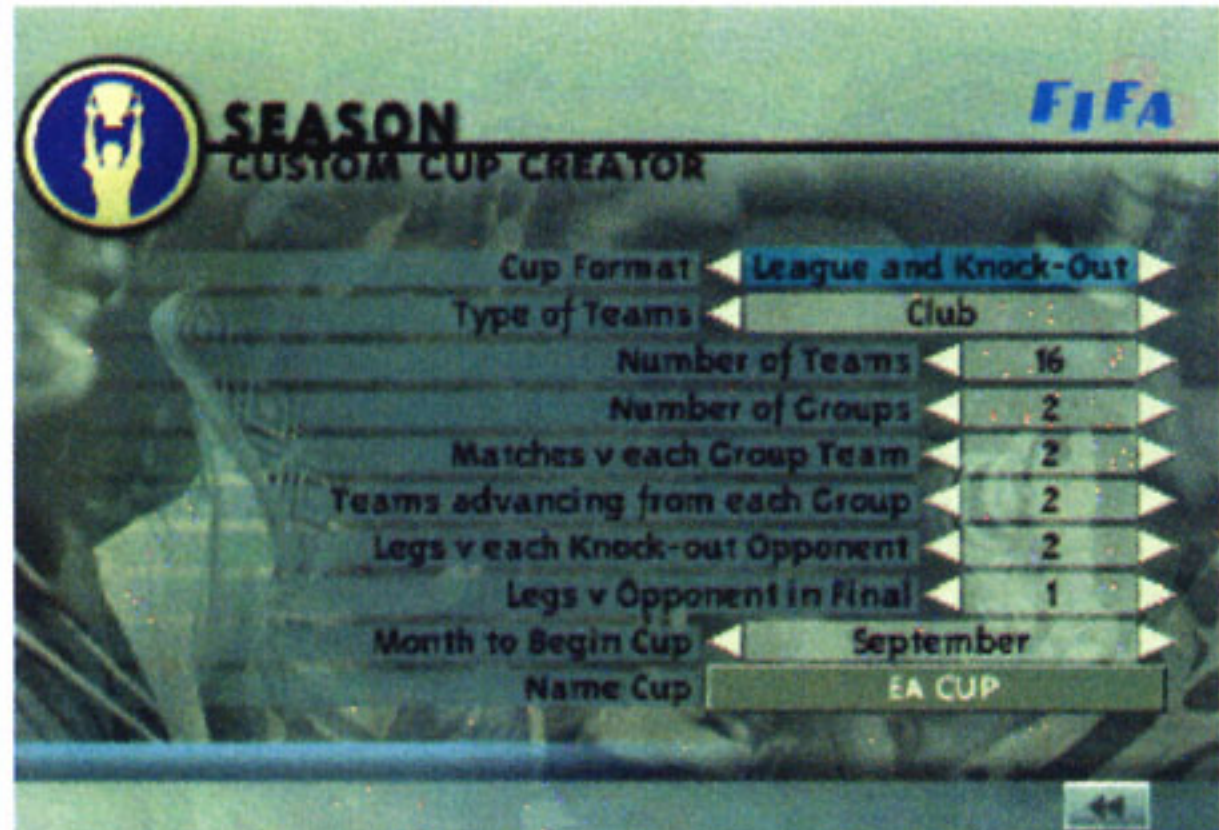 FIFA
SEASON
CUSTOM CUP CREATOR
Cup Format League and Knock-Out
Type of Teams Club
Number of Teams 16
Number of Groups 2
Matches v each Group Team 2
Teams advancing from each Group 2
Legs v each Knock-out Opponent 2
Legs v Opponent in Final 1
Month to Begin Cup September
Name Cup EA CUP